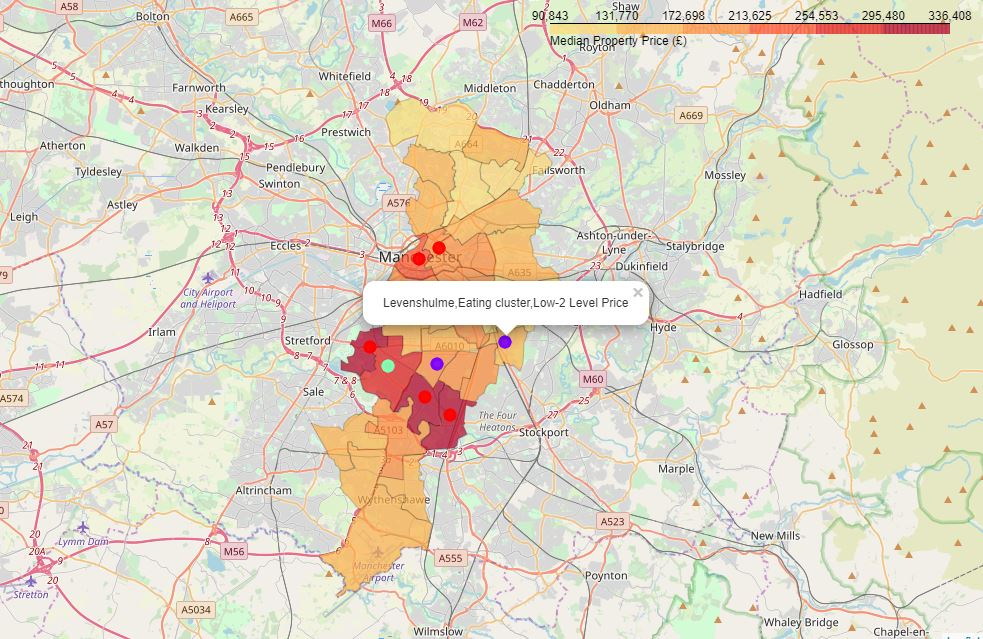 A58
Bolton
A665
M66
M62
Shaw
90,843 131,770 172,698 213,625 254,553 295,480 336,408
Median Property Price (£)
Royton
Whitefield
Farnworth
Kearsley
Middleton
Chadderton
Oldham
A669
Atherton
Walkden
Prestwich
Tyldesley
Pendlebury
Swinton
A664
Failsworth
Mossley
Astley
A576
Leigh
Eccles
Manchester
Ashton-under-
Lyne
Stalybridge
A635
Dukinfield
City Airport
and Heliport
Levenshulme,Eating cluster,Low-2 Level Price
×
Hadfield
Irlam
Stretford
Hyde
Glossop
A6010
Sale
M60
A574
A57
A5103
The Four
Heatons
Stockport
Marple
Altrincham
Wythenshawe
A523
New Mills
Lymm Dam
M56
A555
Manchester
Airport
Stretton
Poynton
A5034
Wilmslow
Whaley Bridge
Chapel-en-